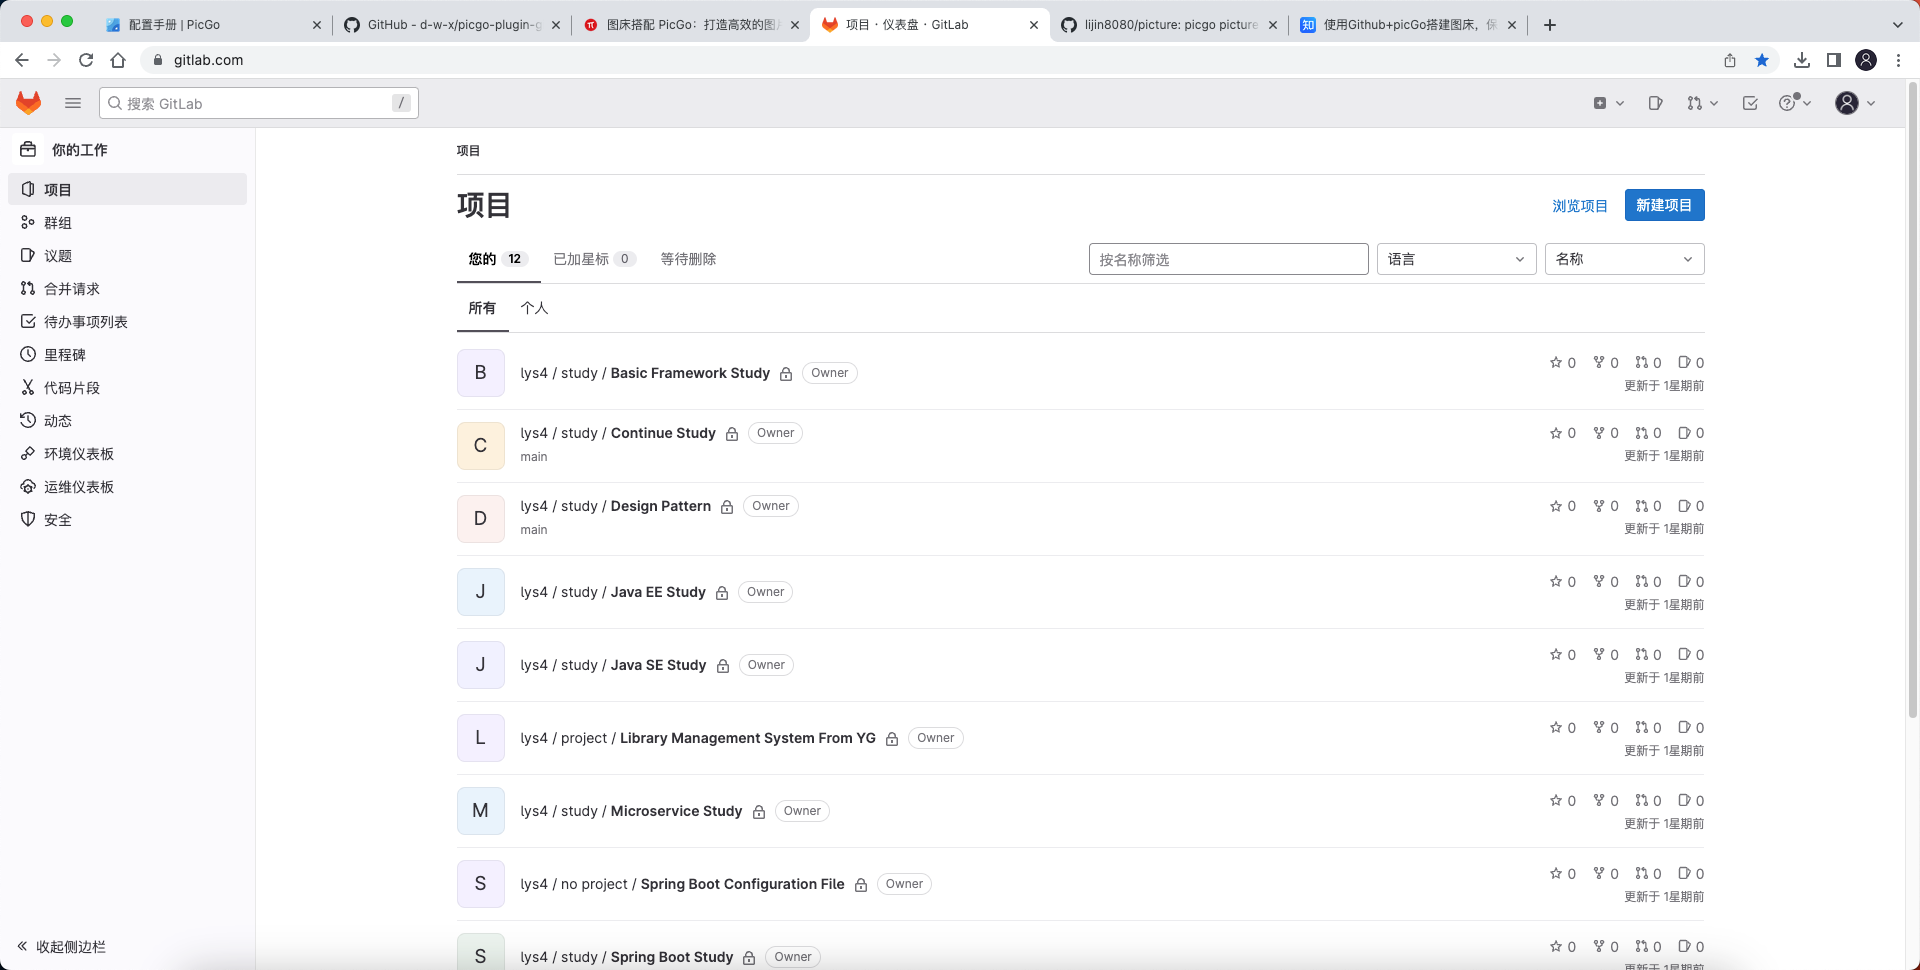 配置手册 | PicGo
GitHub - d-w-x/picgo-plugin-g
图床搭配 PicGo：打造高效的图
项目 · 仪表盘 · GitLab
lijin8080/picture: picgo picture
使用Github+picGo搭建图床，保
gitlab.com
搜索 GitLab
/
你的工作
项目
群组
议题
合并请求
待办事项列表
里程碑
代码片段
动态
环境仪表板
运维仪表板
安全
收起侧边栏
项目
项目
浏览项目
新建项目
您的 12
已加星标 0
等待删除
按名称筛选
语言
名称
所有
个人
B
lys4 / study / Basic Framework Study
Owner
0 0 0 0
更新于 1星期前
C
lys4 / study / Continue Study
Owner
main
0 0 0 0
更新于 1星期前
D
lys4 / study / Design Pattern
Owner
main
0 0 0 0
更新于 1星期前
J
lys4 / study / Java EE Study
Owner
0 0 0 0
更新于 1星期前
J
lys4 / study / Java SE Study
Owner
0 0 0 0
更新于 1星期前
L
lys4 / project / Library Management System From YG
Owner
0 0 0 0
更新于 1星期前
M
lys4 / study / Microservice Study
Owner
0 0 0 0
更新于 1星期前
S
lys4 / no project / Spring Boot Configuration File
Owner
0 0 0 0
更新于 1星期前
S
lys4 / study / Spring Boot Study
Owner
0 0 0 0
更新于 1星期前